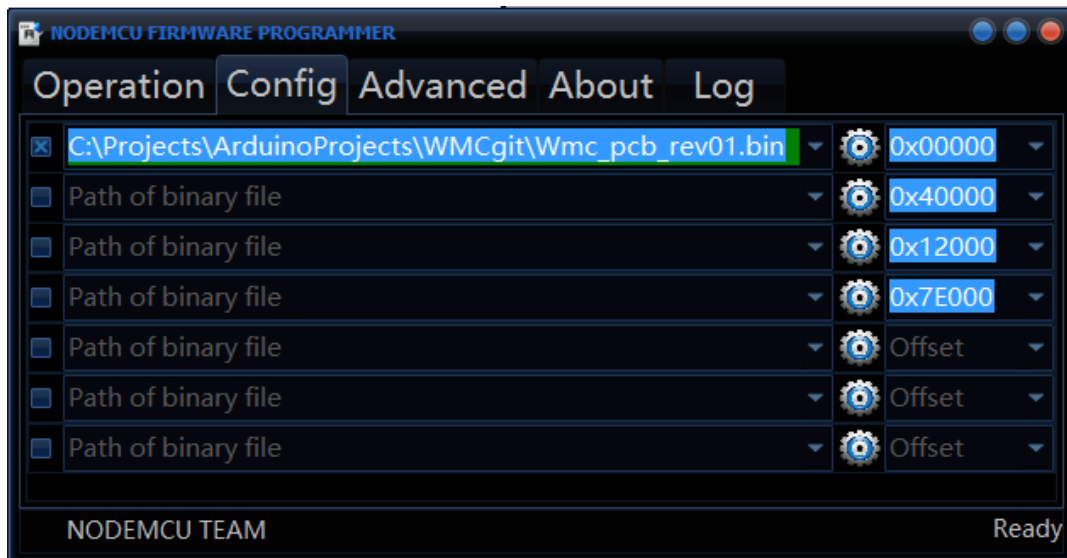 NODEMCU FIRMWARE PROGRAMMER
Operation Config Advanced About Log
C:\Projects\ArduinoProjects\WMCgit\Wmc_pcb_rev01.bin 0x00000
Path of binary file 0x40000
Path of binary file 0x12000
Path of binary file 0x7E000
Path of binary file Offset
Path of binary file Offset
Path of binary file Offset
NODEMCU TEAM Ready